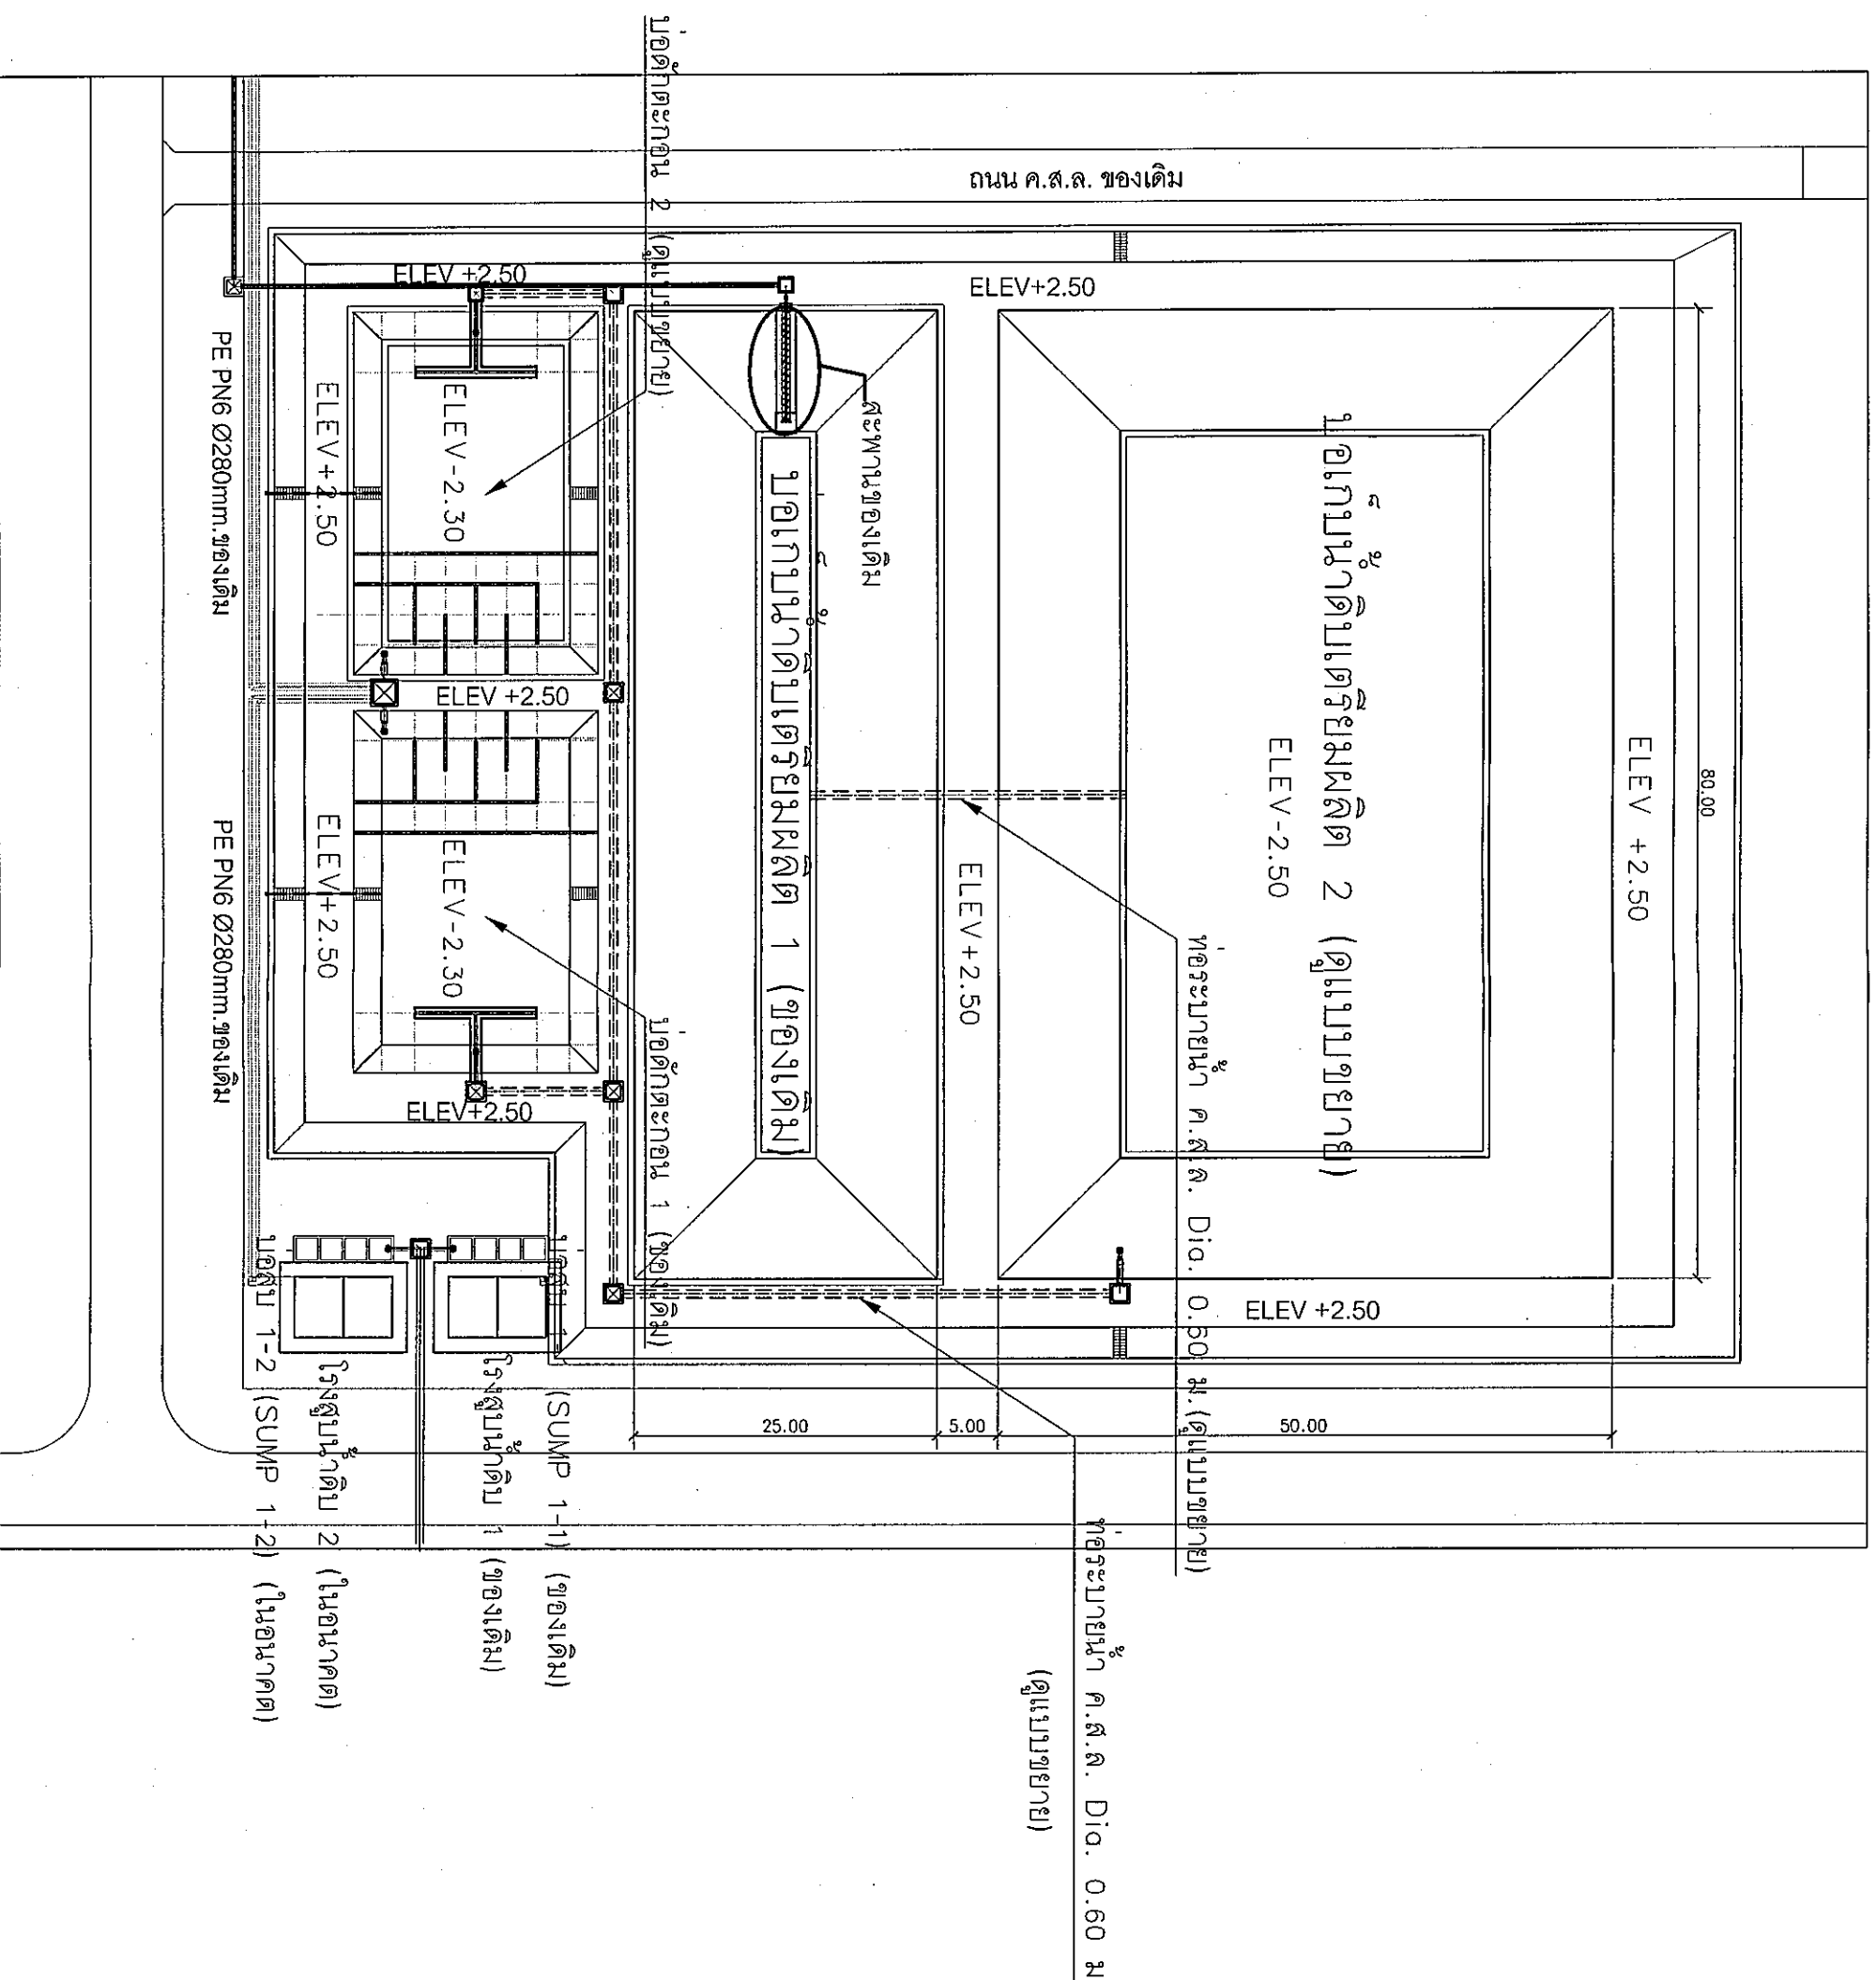 ถนน ค.ส.ล. ของเดิม
บ่อดักตะกอน 2 (ดูแบบขยาย)
ELEV +2.50
ELEV+2.50
สะพานของเดิม
บ่อเก็บน้ำดิบเตรียมผลิต 2 (ดูแบบขยาย)
ELEV-2.50
ELEV +2.50
80.00
PE PN6 Ø280mm.ของเดิม
ELEV+2.50
ELEV-2.30
บ่อเก็บน้ำดิบเตรียมผลิต 1 (ของเดิม)
ELEV +2.50
ELEV+2.50
PE PN6 Ø280mm.ของเดิม
ELEV+2.50
ELEV-2.30
ELEV+2.50
บ่อดักตะกอน 1 (ของเดิม)
ท่อระบายน้ำ ค.ส.ล. Dia. 0.60 ม.(ดูแบบขยาย)
ELEV +2.50
25.00
5.00
50.00
บ่อสูบ 1-2 (SUMP 1-2) (ในอนาคต)
โรงสูบน้ำดิบ 2 (ในอนาคต)
โรงสูบน้ำดิบ 1 (ของเดิม)
(SUMP 1-1) (ของเดิม)
ท่อระบายน้ำ ค.ส.ล. Dia. 0.60 ม
(ดูแบบขยาย)